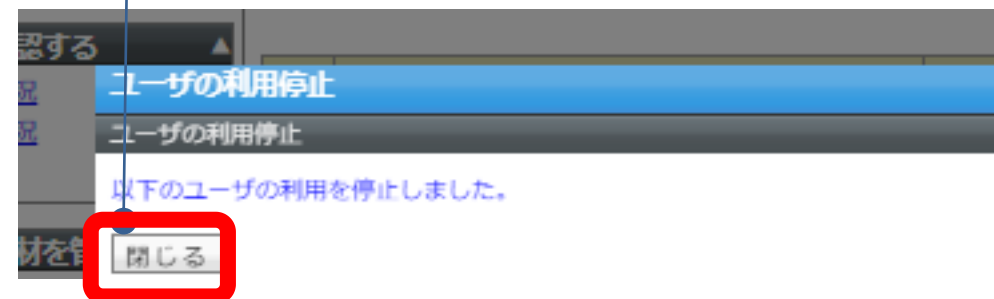 認する ▲
況
ユーザの利用停止
況
ユーザの利用停止
以下のユーザの利用を停止しました。
材を管
閉じる